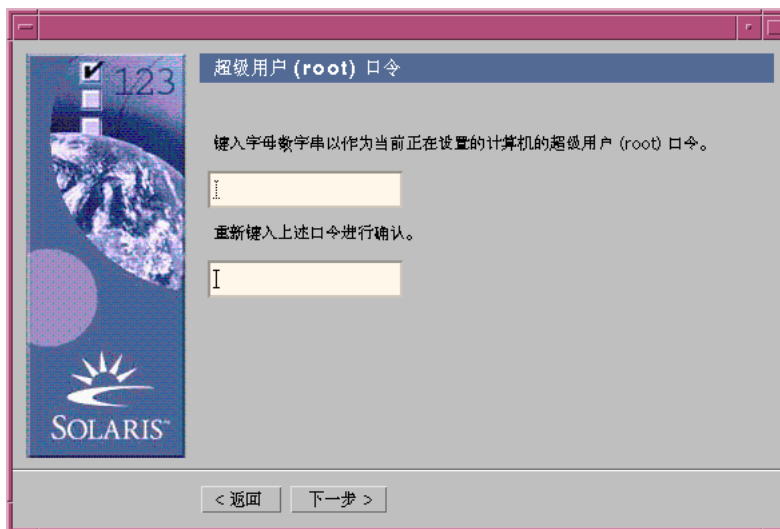 123
超级用户 (root) 口令
键入字母数字串以作为当前正在设置的计算机的超级用户 (root) 口令。
重新键入上述口令进行确认。
SOLARIS™
< 返回
下一步 >